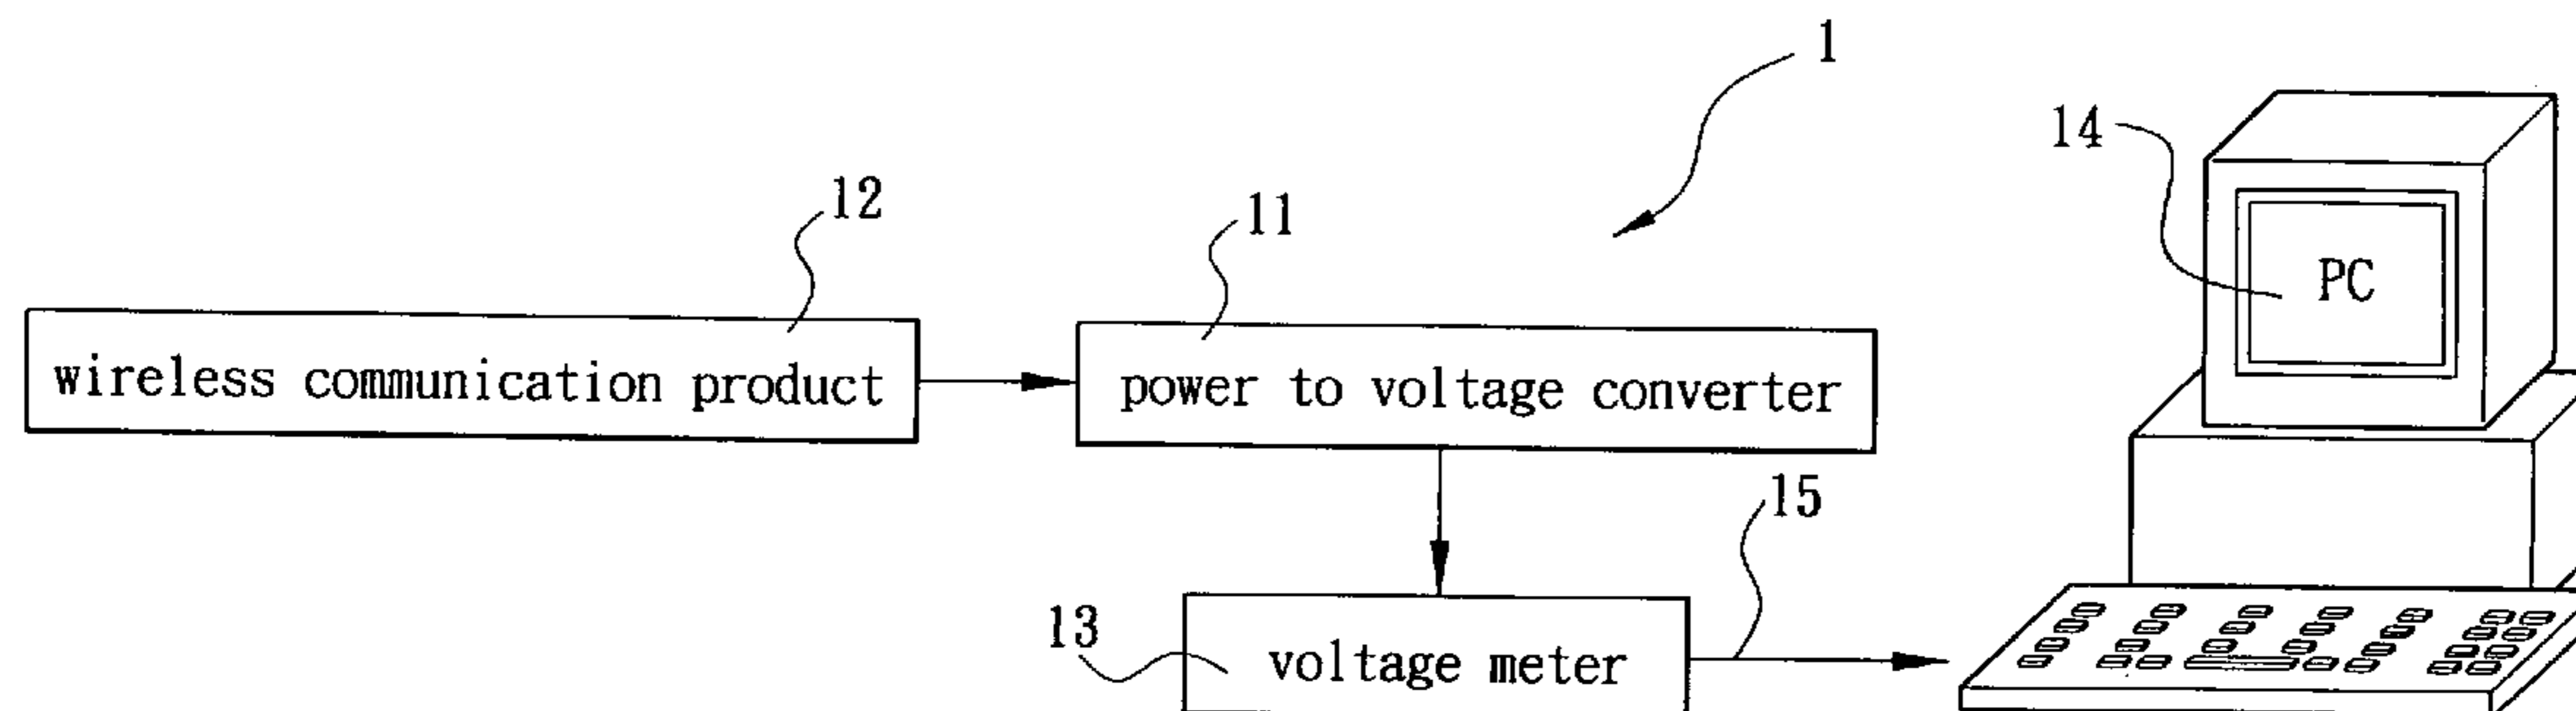 1
14
12
11
PC
wireless communication product
power to voltage converter
15
13
voltage meter